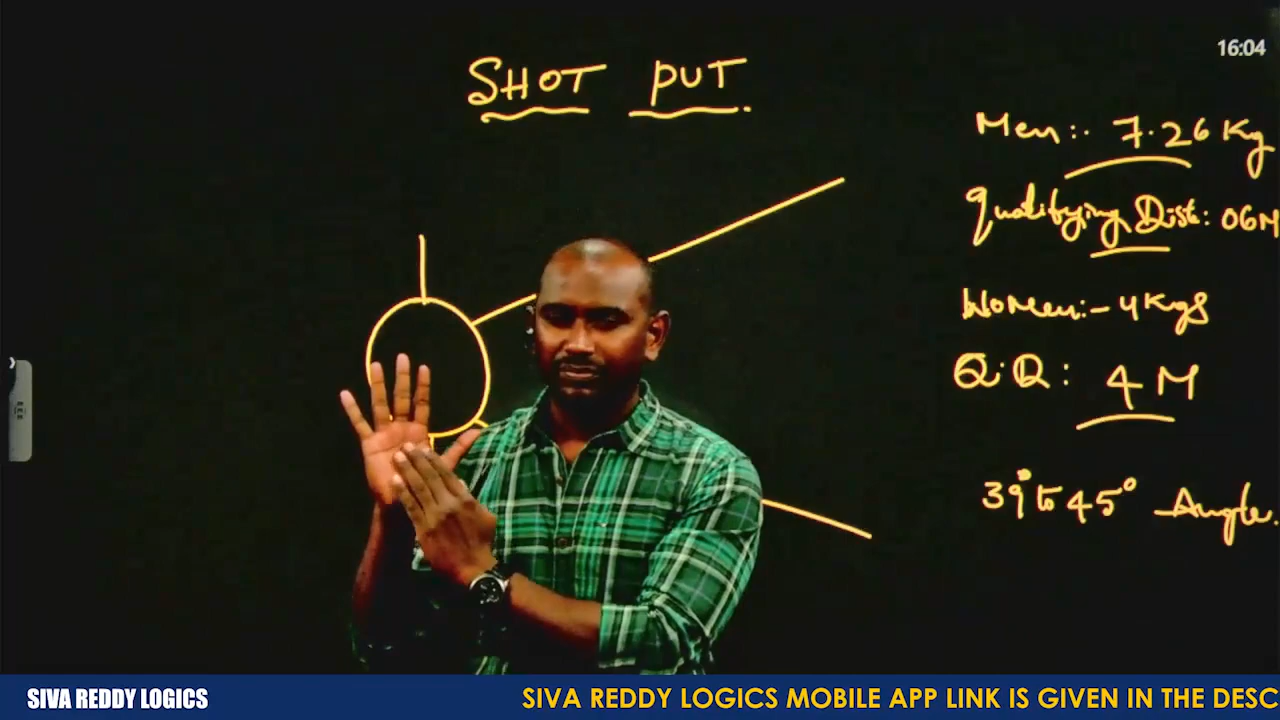 16:04
SHOT PUT
Men:- 7.26 Kg
Qualifying Dist: 06M
Women:- 4 Kgs
Q.D: 4 M
39° to 45° Angle.
SIVA REDDY LOGICS
SIVA REDDY LOGICS MOBILE APP LINK IS GIVEN IN THE DESC